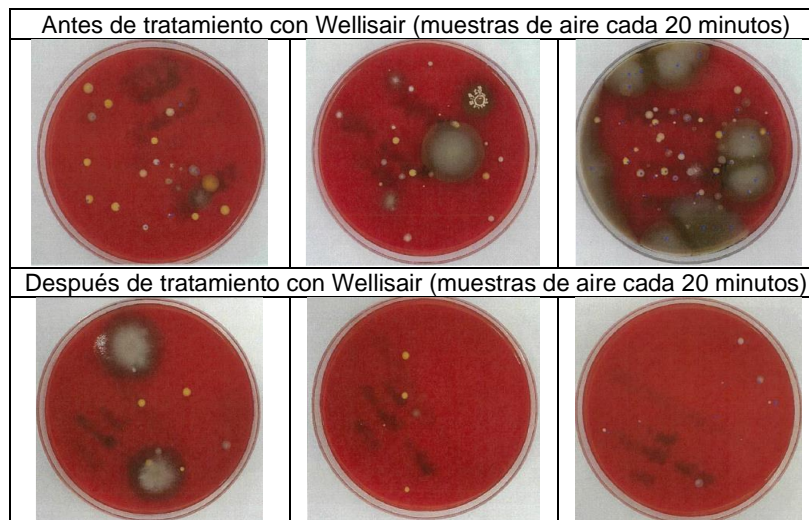 Antes de tratamiento con Wellisair (muestras de aire cada 20 minutos)
Después de tratamiento con Wellisair (muestras de aire cada 20 minutos)